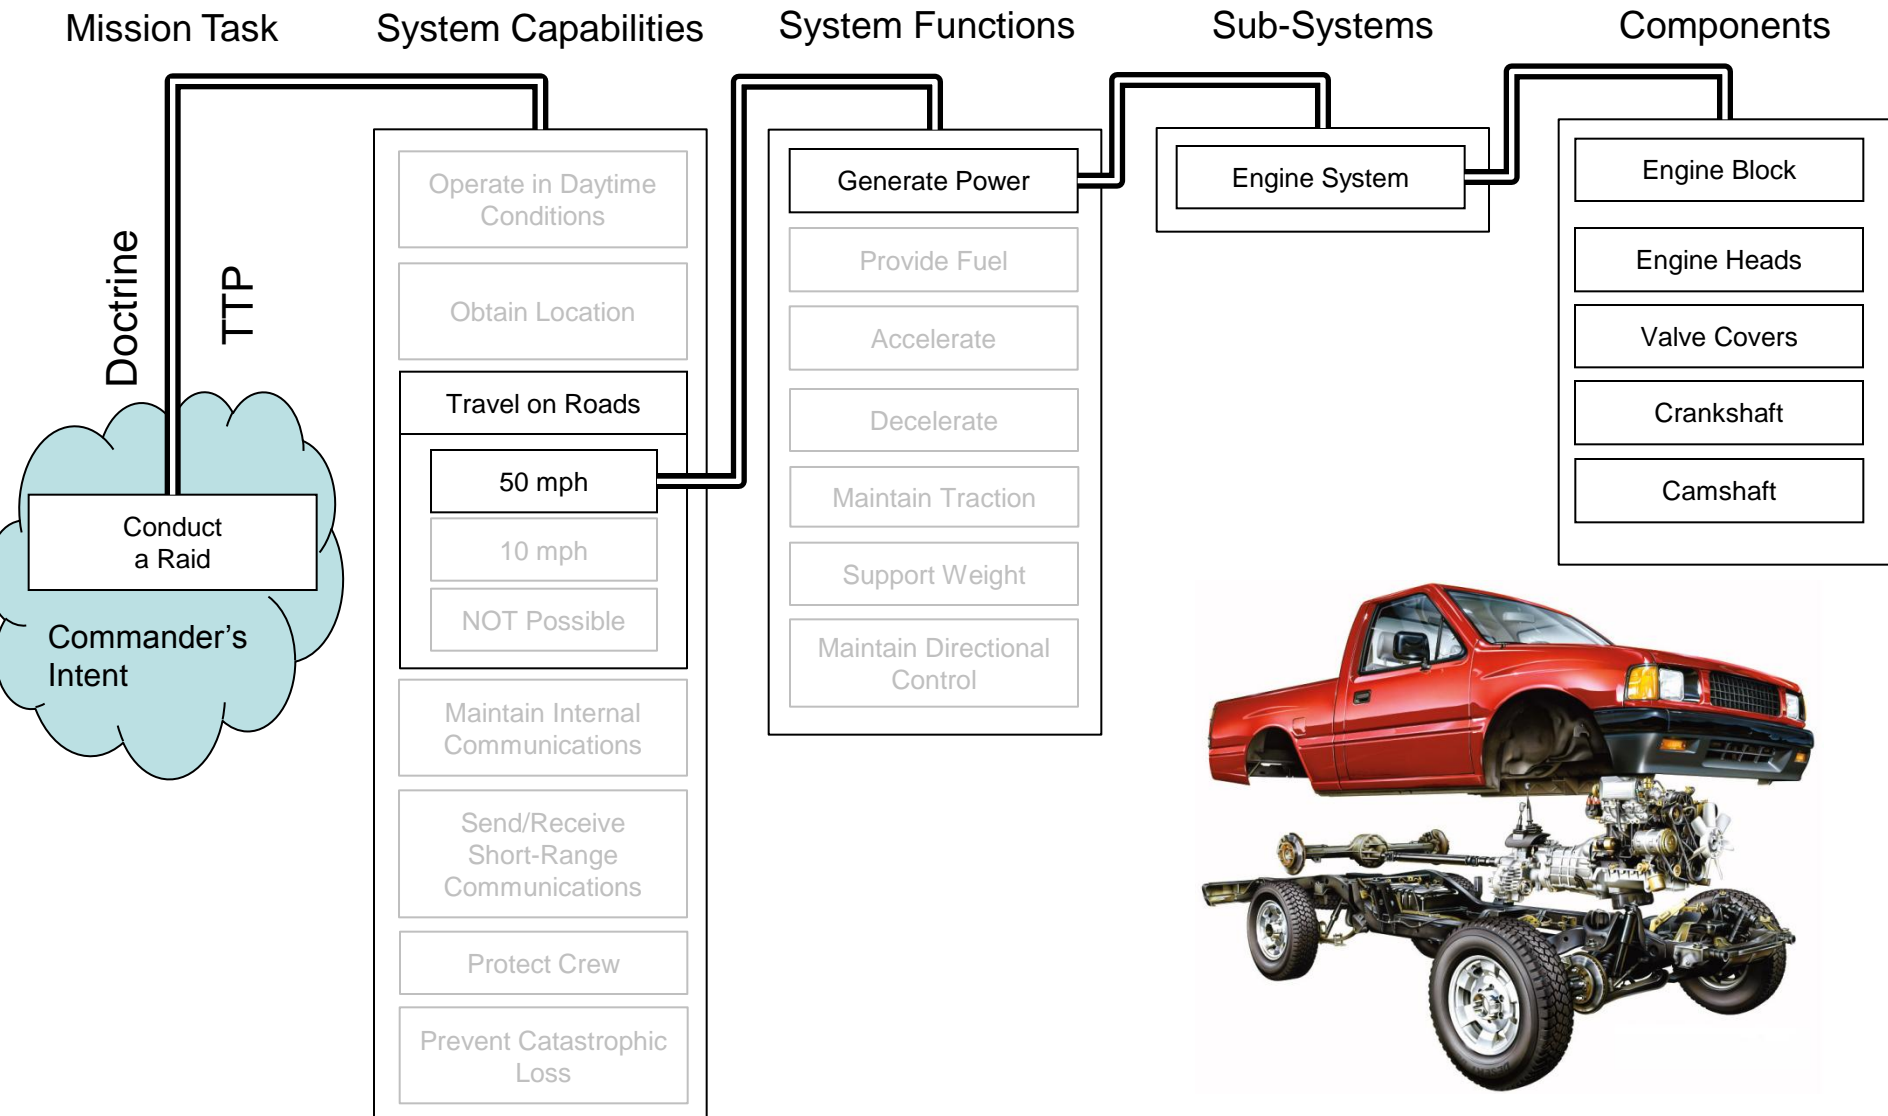 Mission Task
System Capabilities
System Functions
Sub-Systems
Components
Doctrine
TTP
Conduct
a Raid
Commander’s
Intent
Operate in Daytime
Conditions
Obtain Location
Travel on Roads
50 mph
10 mph
NOT Possible
Maintain Internal
Communications
Send/Receive
Short-Range
Communications
Protect Crew
Prevent Catastrophic
Loss
Generate Power
Provide Fuel
Accelerate
Decelerate
Maintain Traction
Support Weight
Maintain Directional
Control
Engine System
Engine Block
Engine Heads
Valve Covers
Crankshaft
Camshaft